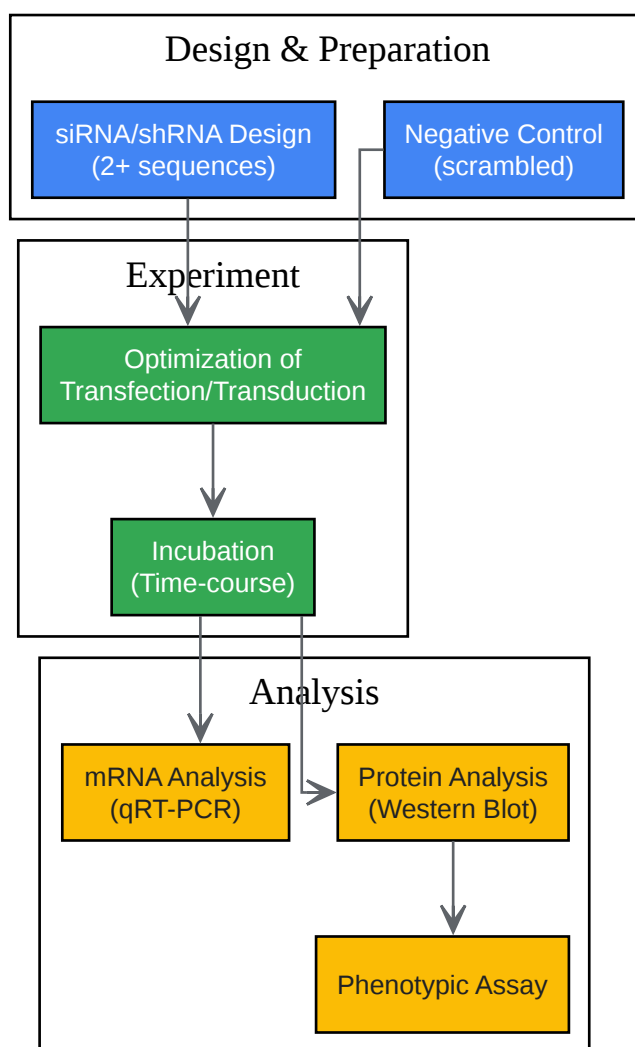 Design & Preparation
siRNA/shRNA Design
(2+ sequences)
Negative Control
(scrambled)
Experiment
Optimization of
Transfection/Transduction
Incubation
(Time-course)
Analysis
mRNA Analysis
(qRT-PCR)
Protein Analysis
(Western Blot)
Phenotypic Assay